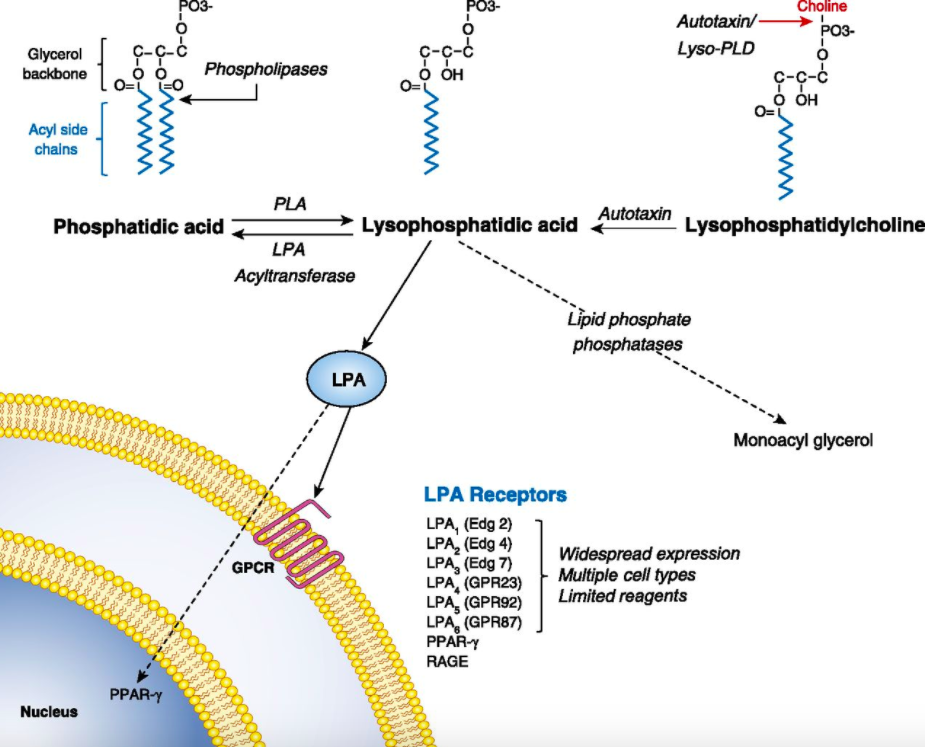 PO3-
O
Glycerol
backbone
C-C-C
O O
O= =O
Phospholipases
Acyl side
chains
PO3-
O
C-C-C
O OH
O=
Choline
Autotaxin/
Lyso-PLD
PO3-
O
C-C-C
O OH
O=
Phosphatidic acid
PLA
LPA
Acyltransferase
Lysophosphatidic acid
Autotaxin
Lysophosphatidylcholine
Lipid phosphate
phosphatases
LPA
Monoacyl glycerol
GPCR
LPA Receptors
LPA₁ (Edg 2)
LPA₂ (Edg 4)
LPA₃ (Edg 7)
LPA₄ (GPR23)
LPA₅ (GPR92)
LPA₆ (GPR87)
PPAR-γ
RAGE
Widespread expression
Multiple cell types
Limited reagents
PPAR-γ
Nucleus